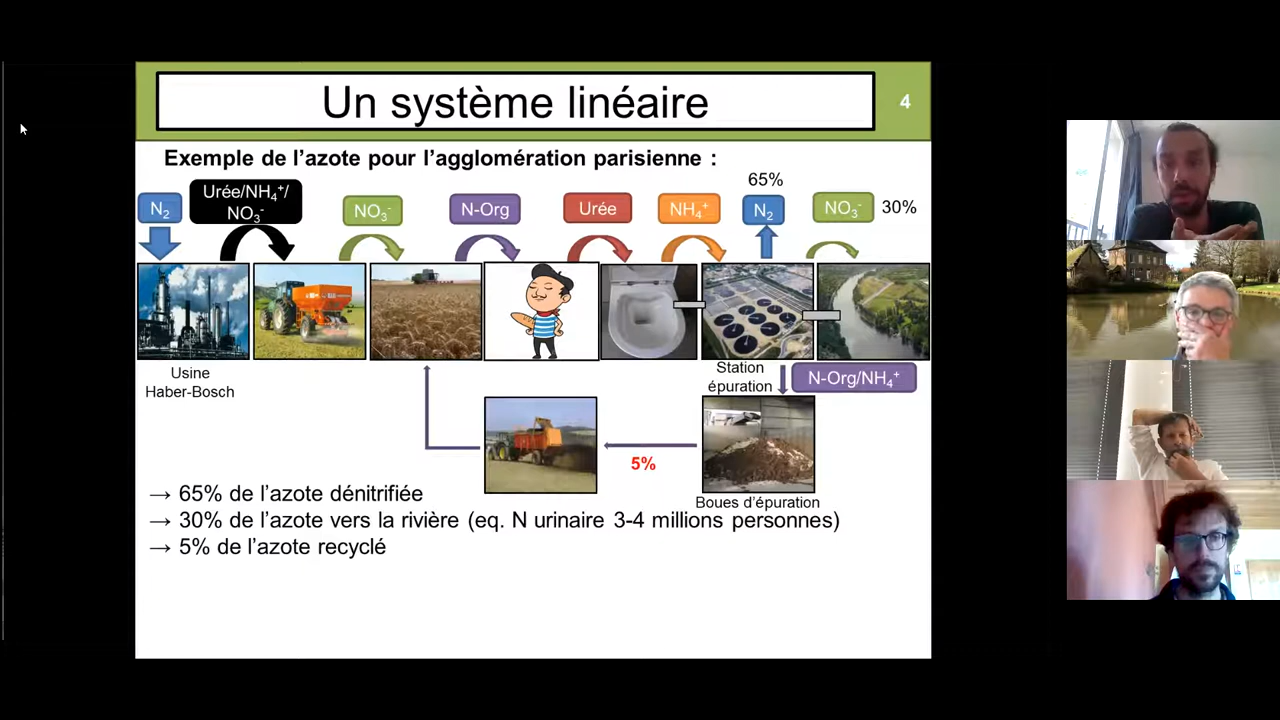 Un système linéaire
4
Exemple de l’azote pour l’agglomération parisienne :
N₂
Urée/NH₄⁺/
NO₃⁻
NO₃⁻
N-Org
Urée
NH₄⁺
65%
N₂
NO₃⁻
30%
Usine
Haber-Bosch
Station
épuration
N-Org/NH₄⁺
5%
Boues d’épuration
→ 65% de l’azote dénitrifiée
→ 30% de l’azote vers la rivière (eq. N urinaire 3-4 millions personnes)
→ 5% de l’azote recyclé